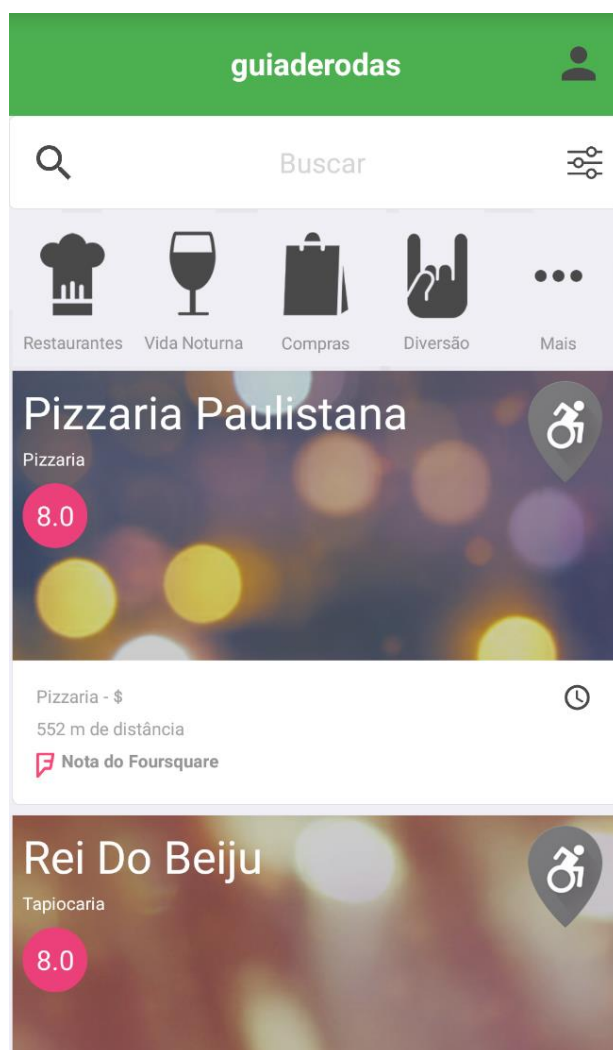 guiaderodas
Buscar
Restaurantes Vida Noturna Compras Diversão Mais
Pizzaria Paulistana
Pizzaria
8.0
Pizzaria - $
552 m de distância
Nota do Foursquare
Rei Do Beiju
Tapiocaria
8.0